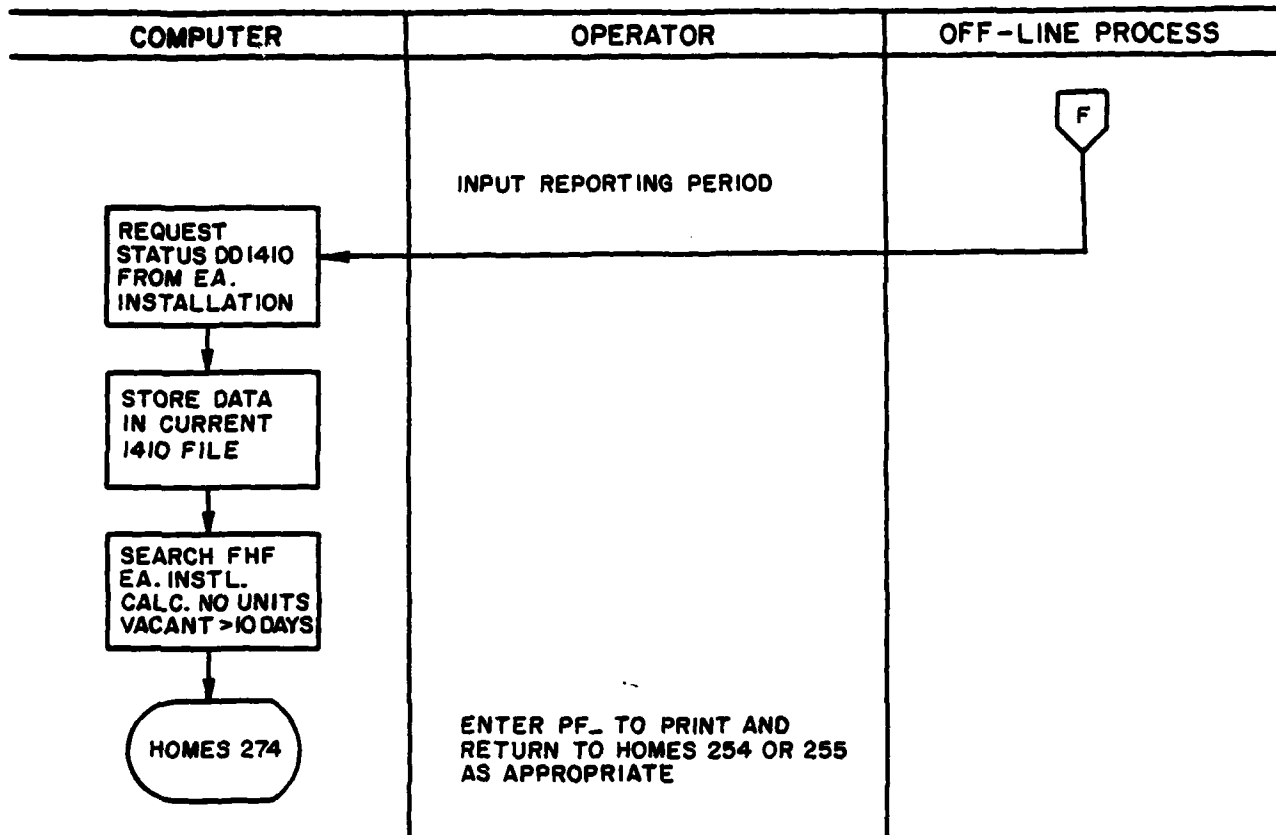 COMPUTER
OPERATOR
OFF-LINE PROCESS
F
INPUT REPORTING PERIOD
REQUEST
STATUS DD1410
FROM EA.
INSTALLATION
STORE DATA
IN CURRENT
1410 FILE
SEARCH FHF
EA. INSTL.
CALC. NO UNITS
VACANT >10 DAYS
HOMES 274
ENTER PF_ TO PRINT AND
RETURN TO HOMES 254 OR 255
AS APPROPRIATE